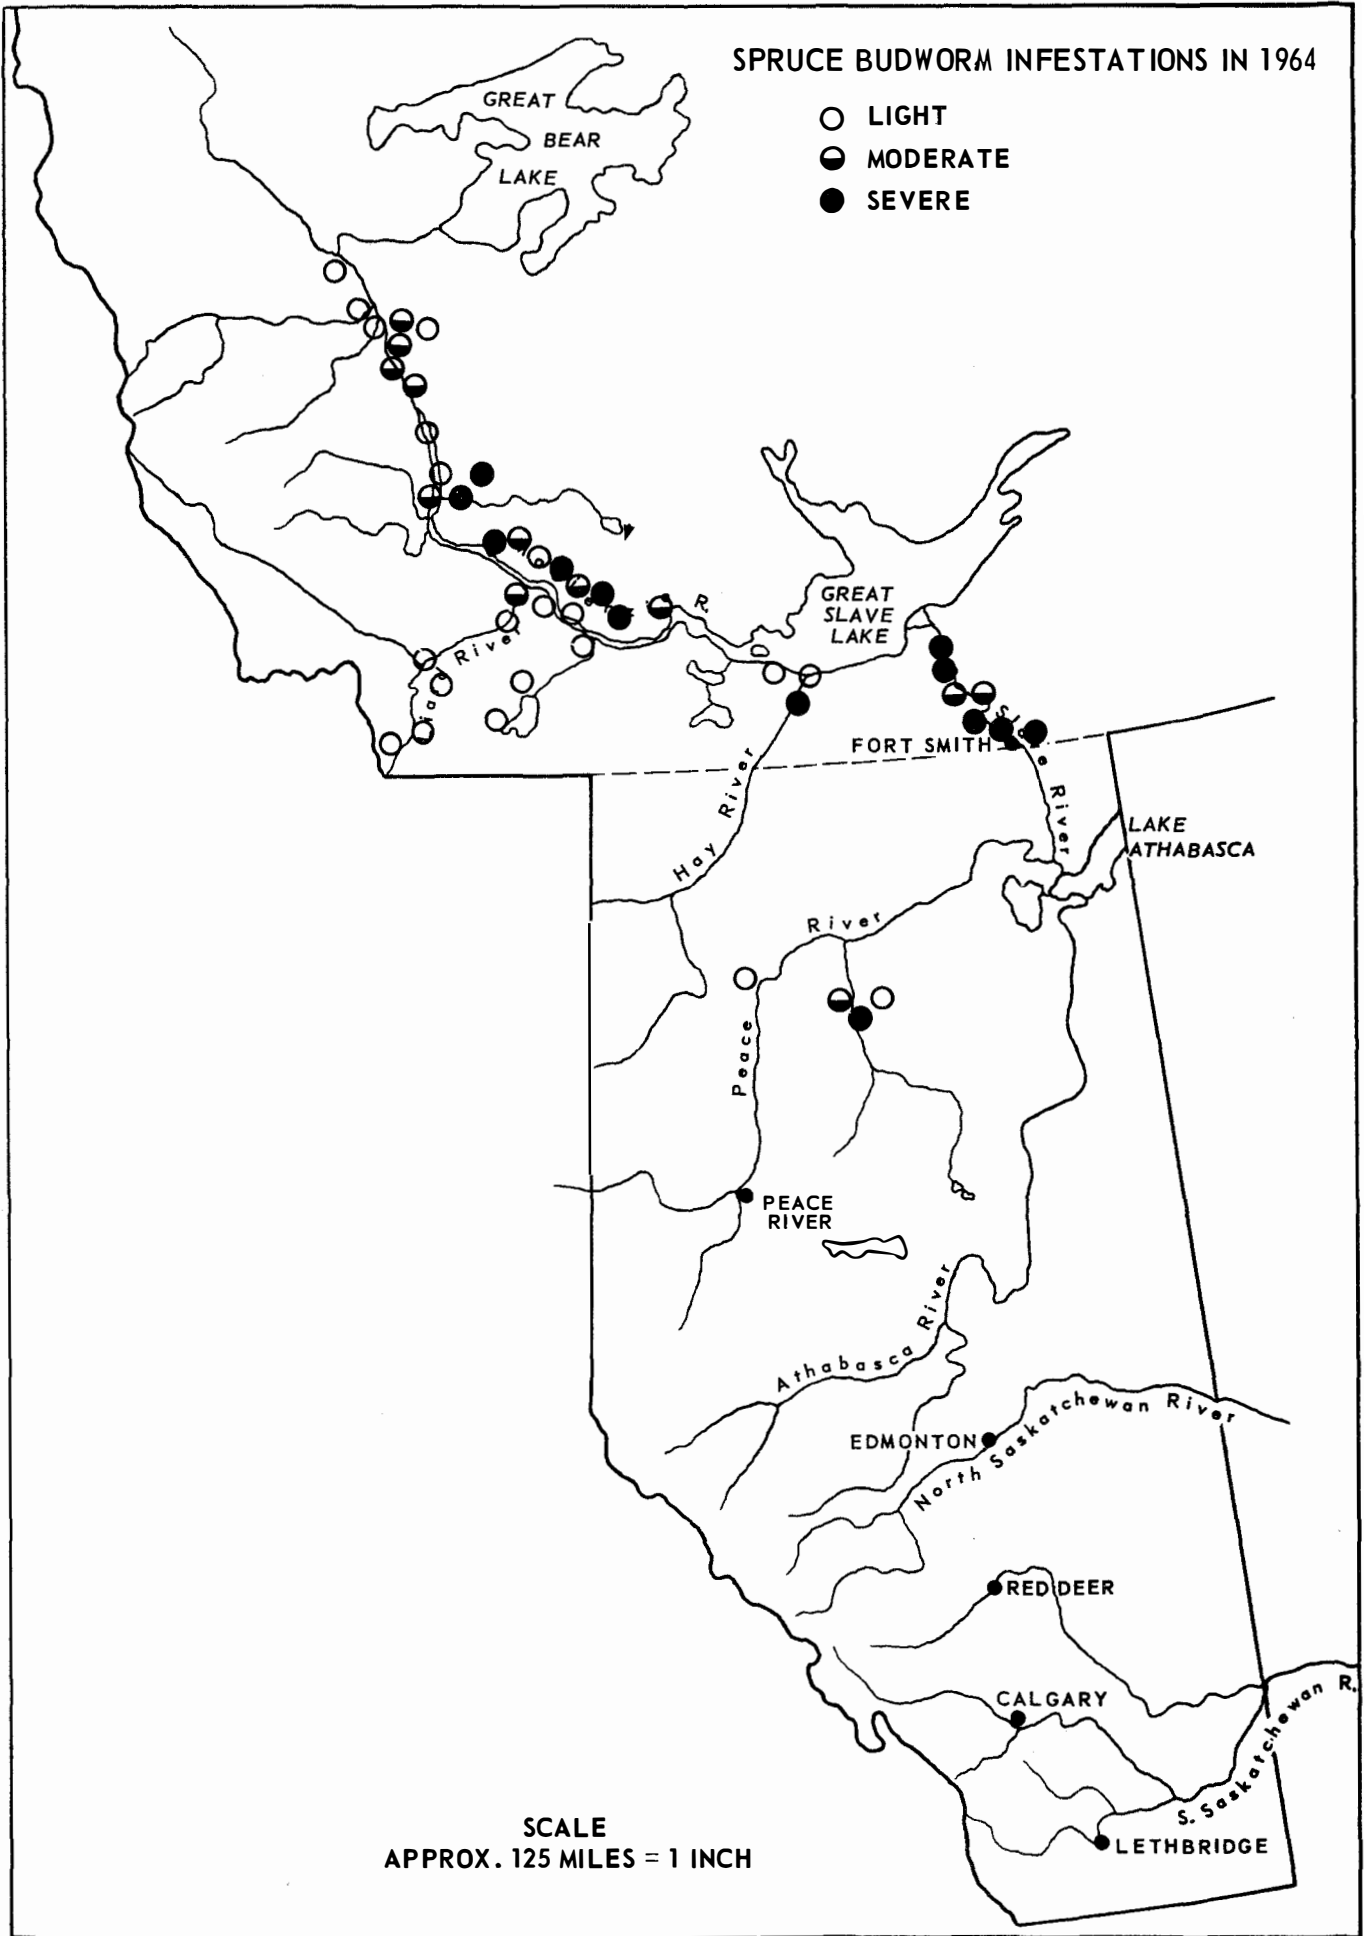 SPRUCE BUDWORM INFESTATIONS IN 1964
LIGHT
MODERATE
SEVERE
GREAT
BEAR
LAKE
R.
GREAT
SLAVE
LAKE
River
FORT SMITH
River
Hay River
LAKE
ATHABASCA
River
Peace
PEACE
RIVER
Athabasca River
EDMONTON
North Saskatchewan River
RED DEER
CALGARY
S. Saskatchewan R.
SCALE
APPROX. 125 MILES = 1 INCH
LETHBRIDGE